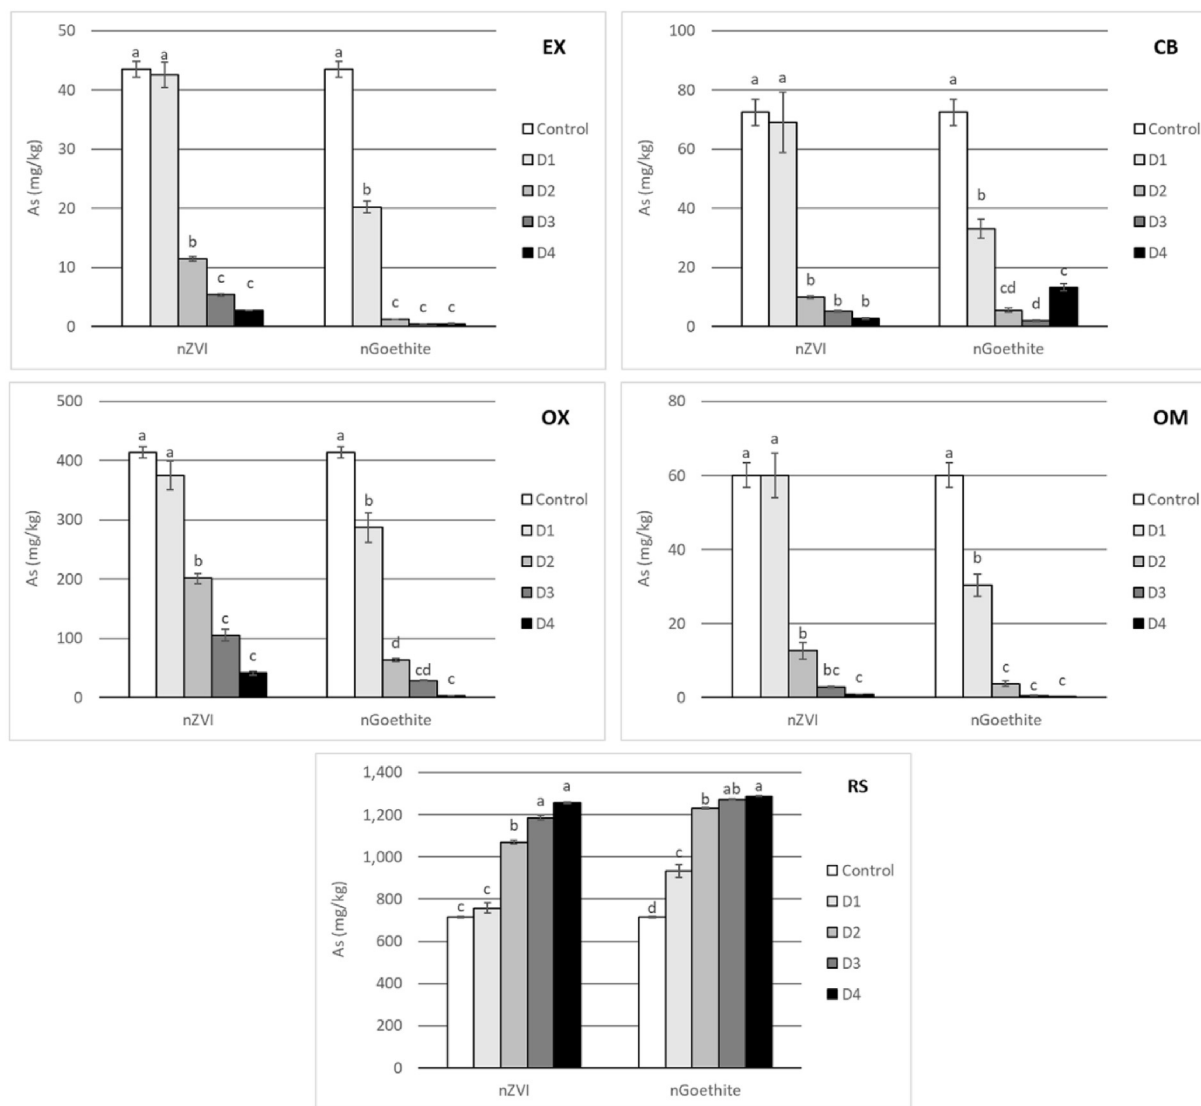 EX
As (mg/kg)
50
40
30
20
10
0
a
a
b
c
c
a
b
c
c
c
nZVI
nGoethite
Control
D1
D2
D3
D4
CB
As (mg/kg)
100
80
60
40
20
0
a
a
b
b
b
a
b
cd
d
c
nZVI
nGoethite
Control
D1
D2
D3
D4
OX
As (mg/kg)
500
400
300
200
100
0
a
a
b
c
c
a
b
d
cd
c
nZVI
nGoethite
Control
D1
D2
D3
D4
OM
As (mg/kg)
80
60
40
20
0
a
a
b
bc
c
a
b
c
c
c
nZVI
nGoethite
Control
D1
D2
D3
D4
RS
As (mg/kg)
1,400
1,200
1,000
800
600
400
200
0
c
c
b
a
a
d
c
b
ab
a
nZVI
nGoethite
Control
D1
D2
D3
D4